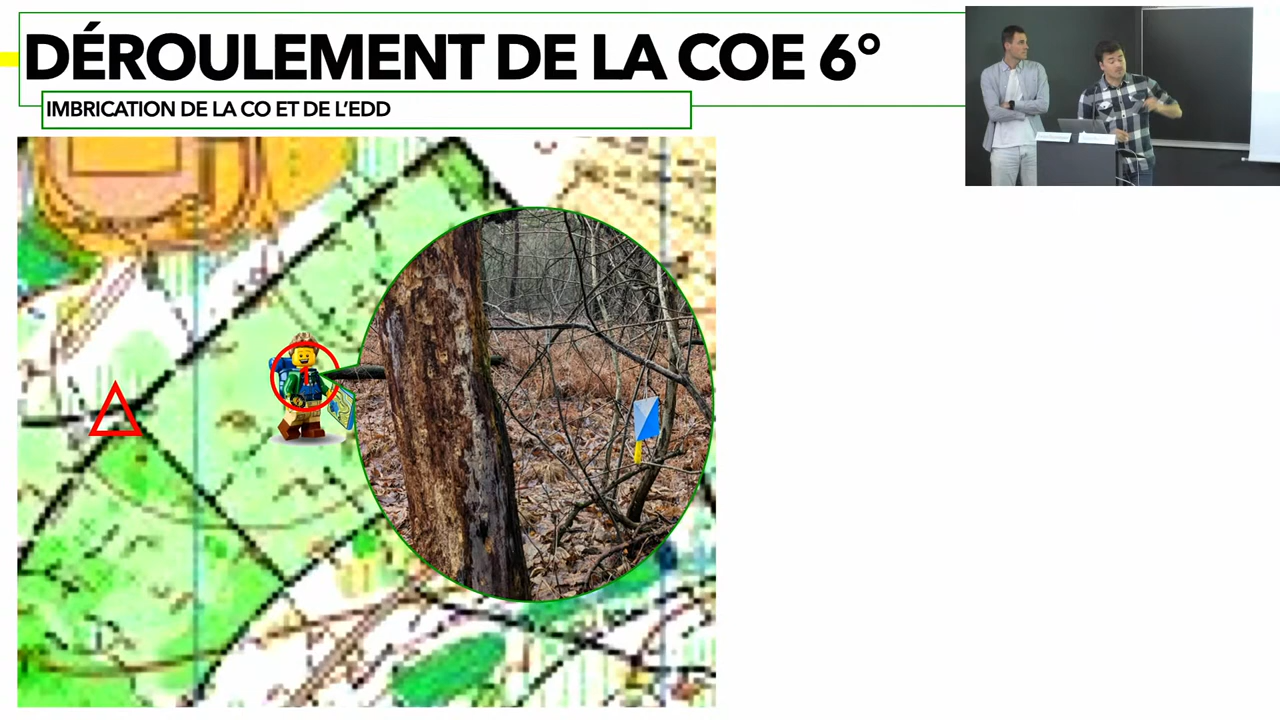 DÉROULEMENT DE LA COE 6°
IMBRICATION DE LA CO ET DE L'EDD